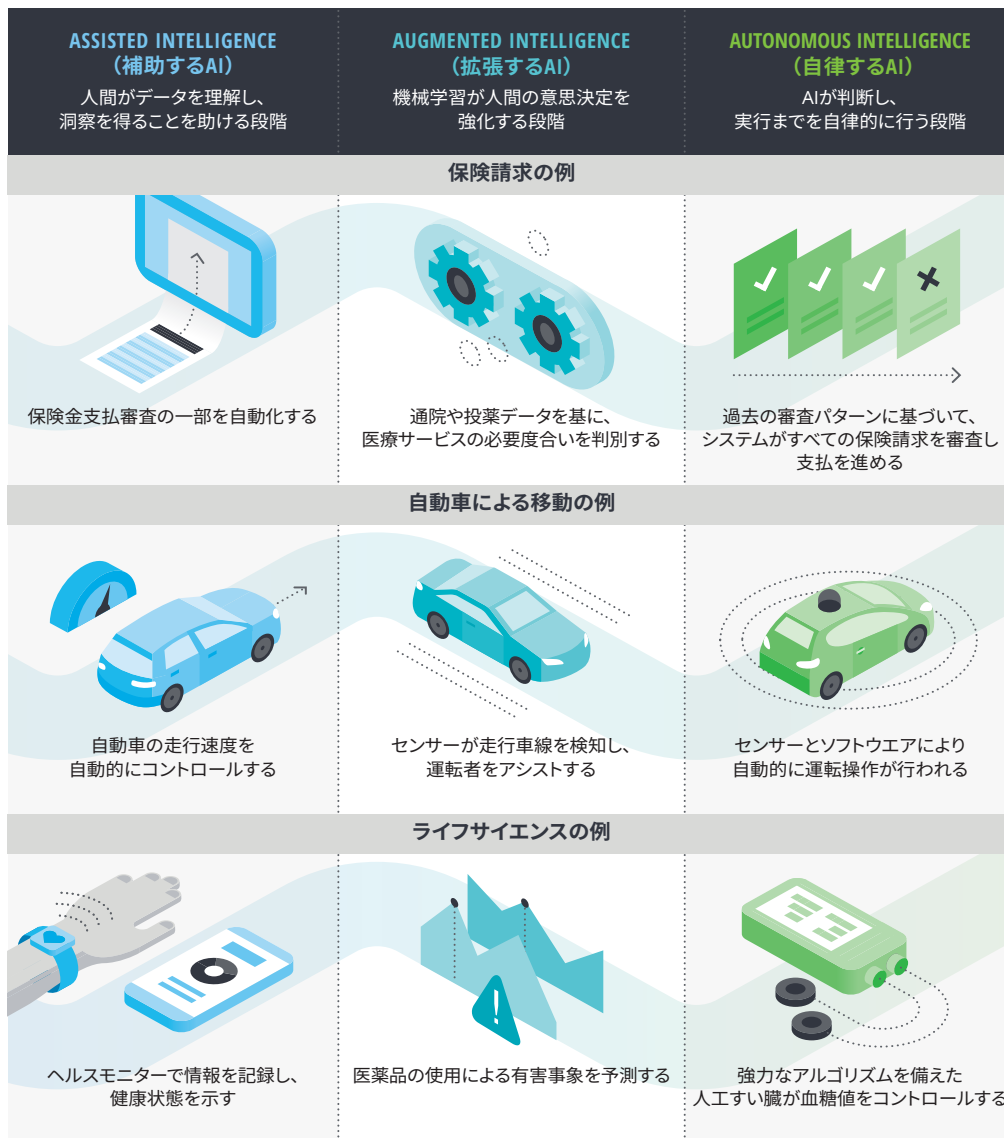 ASSISTED INTELLIGENCE
（補助するAI）
人間がデータを理解し、
洞察を得ることを助ける段階
AUGMENTED INTELLIGENCE
（拡張するAI）
機械学習が人間の意思決定を
強化する段階
AUTONOMOUS INTELLIGENCE
（自律するAI）
AIが判断し、
実行までを自律的に行う段階
保険請求の例
保険金支払審査の一部を自動化する
通院や投薬データを基に、
医療サービスの必要度合いを判別する
過去の審査パターンに基づいて、
システムがすべての保険請求を審査し
支払を進める
自動車による移動の例
自動車の走行速度を
自動的にコントロールする
センサーが走行車線を検知し、
運転者をアシストする
センサーとソフトウエアにより
自動的に運転操作が行われる
ライフサイエンスの例
ヘルスモニターで情報を記録し、
健康状態を示す
医薬品の使用による有害事象を予測する
強力なアルゴリズムを備えた
人工すい臓が血糖値をコントロールする